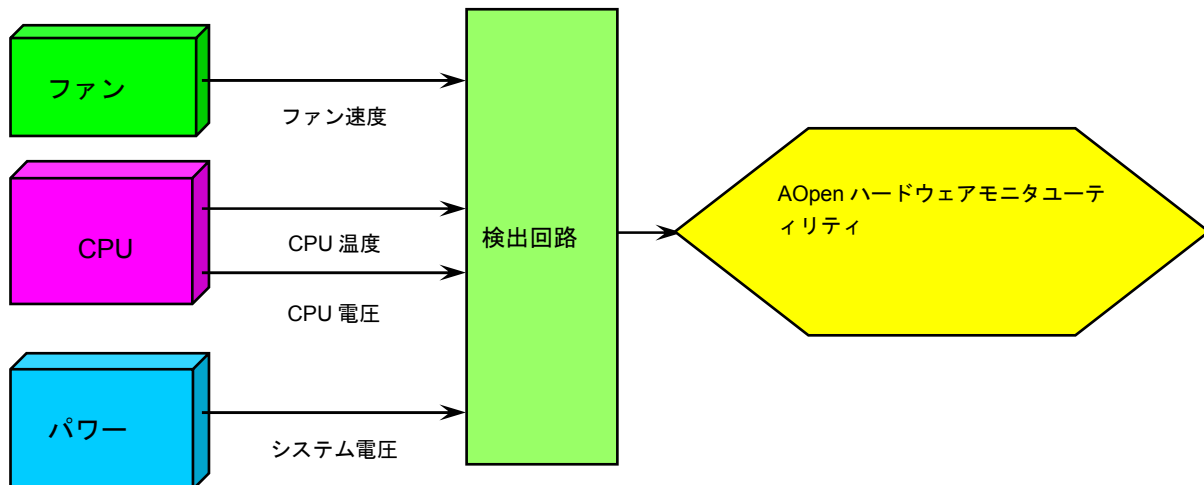 ファン
ファン速度
CPU
CPU 温度
CPU 電圧
パワー
システム電圧
検出回路
AOpen ハードウェアモニタユーテ
ィリティ